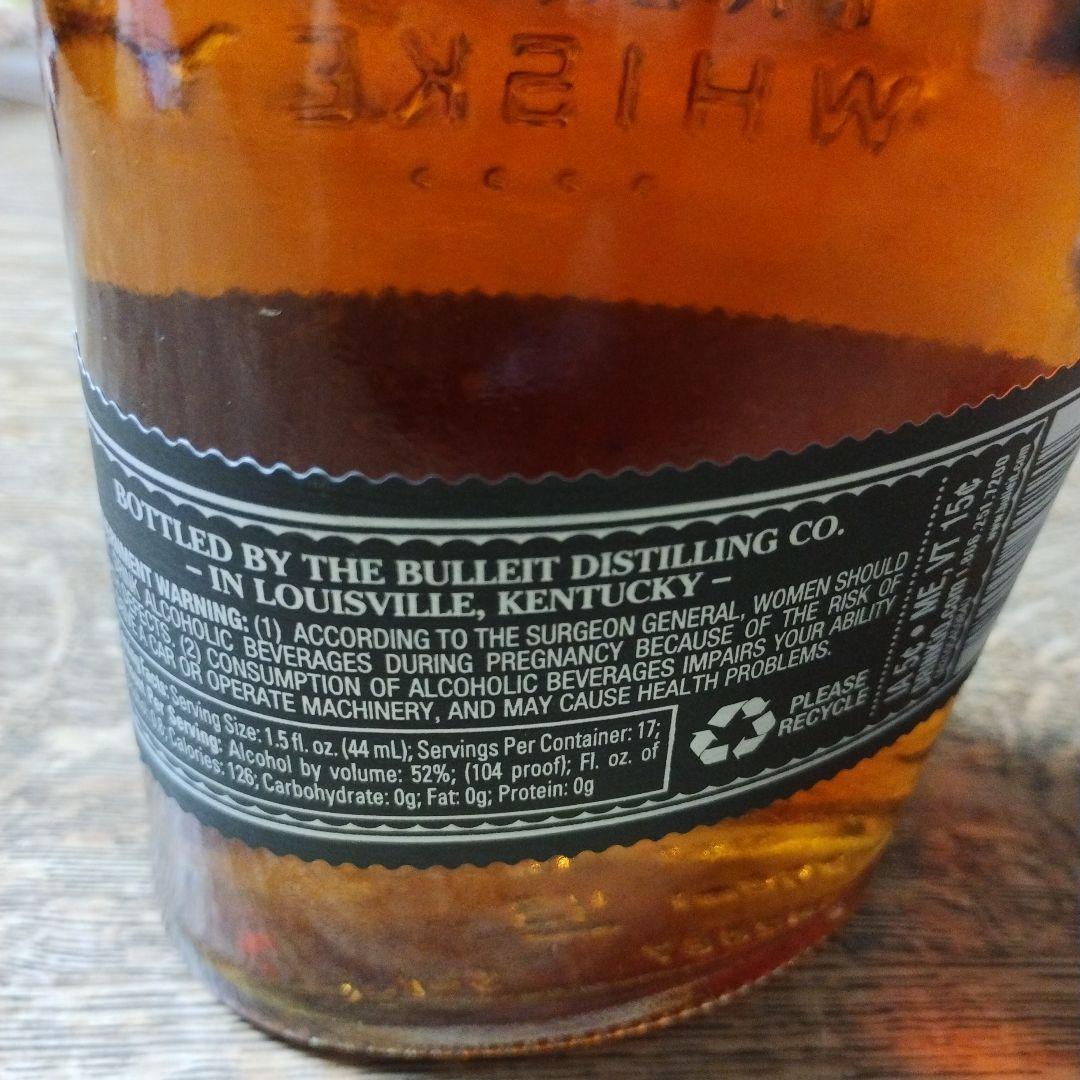 WHISKEY
BOTTLED BY THE BULLEIT DISTILLING CO.
– IN LOUISVILLE, KENTUCKY –
WARNING: (1) ACCORDING TO THE SURGEON GENERAL, WOMEN SHOULD
ALCOHOLIC BEVERAGES DURING PREGNANCY BECAUSE OF THE RISK OF
(2) CONSUMPTION OF ALCOHOLIC BEVERAGES IMPAIRS YOUR ABILITY
A CAR OR OPERATE MACHINERY, AND MAY CAUSE HEALTH PROBLEMS.
Serving Size: 1.5 fl. oz. (44 mL); Servings Per Container: 17;
Per Serving: Alcohol by volume: 52%; (104 proof); Fl. oz. of
Calories: 126; Carbohydrate: 0g; Fat: 0g; Protein: 0g
PLEASE
RECYCLE
IA 5¢ • ME, VT 15¢